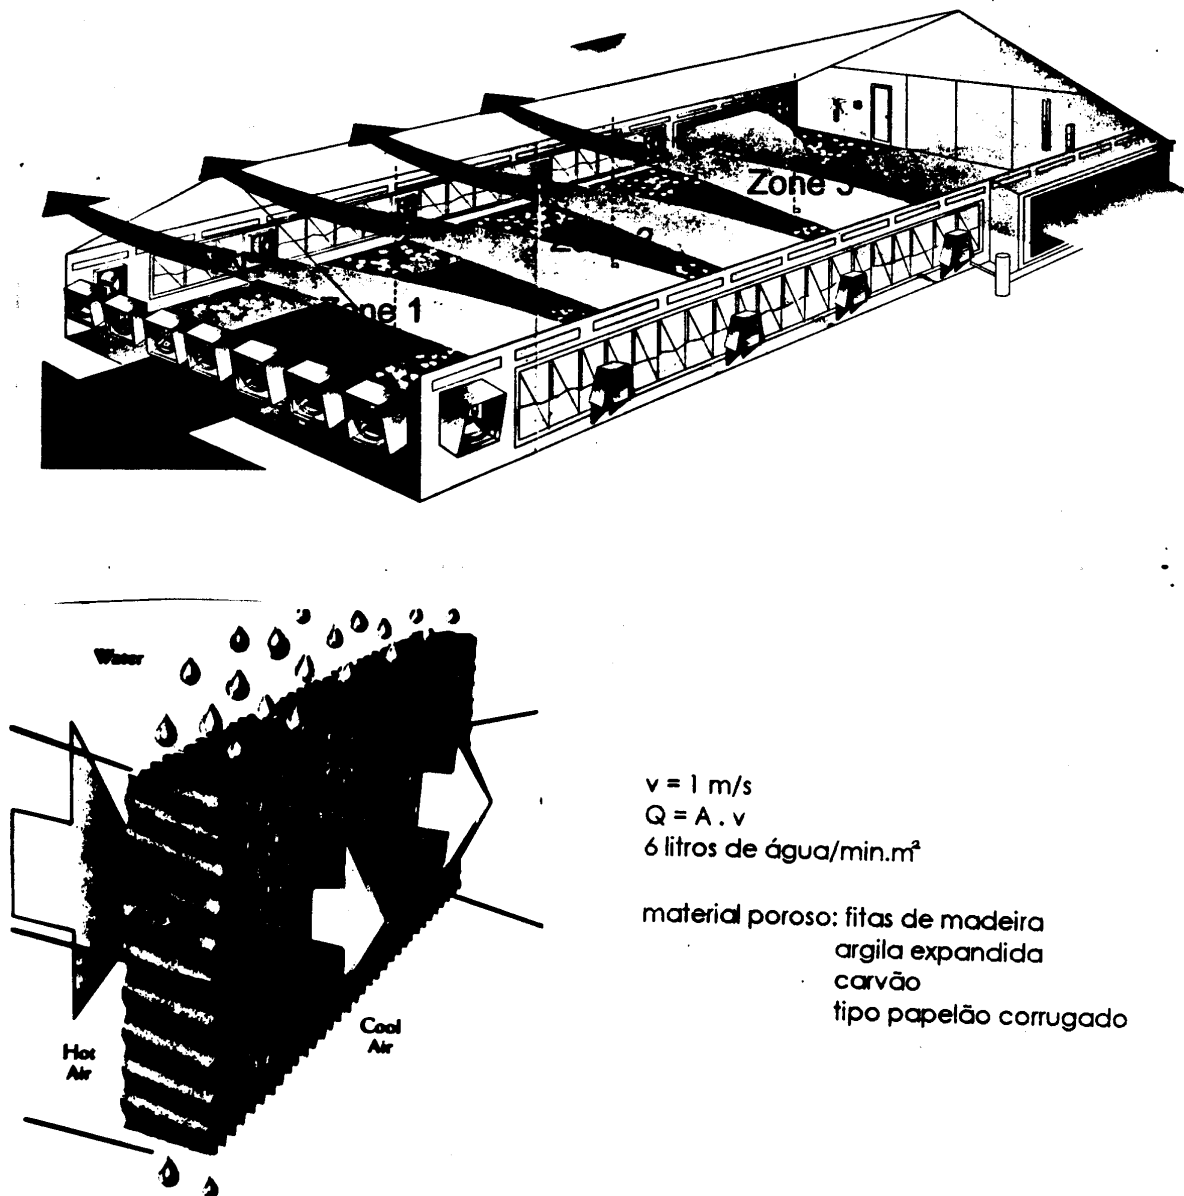 Zone 3
Zone 1
Water
Hot
Air
Cool
Air
v = 1 m/s
Q = A . v
6 litros de água/min.m²
material poroso: fitas de madeira
argila expandida
carvão
tipo papelão corrugado